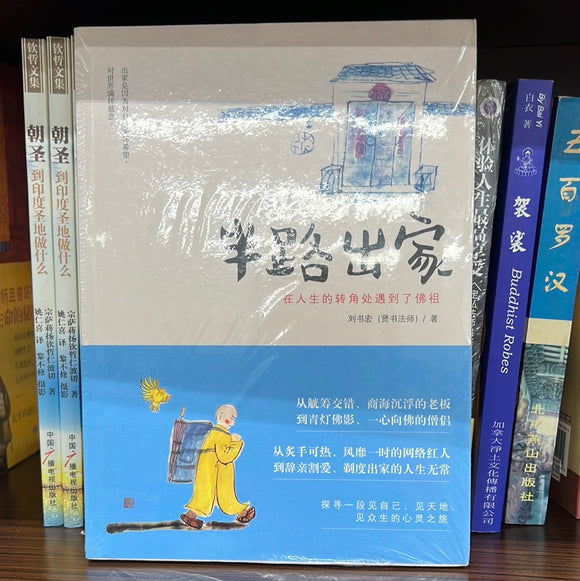 钦哲文集
朝圣
到印度圣地做什么
宗萨蒋扬钦哲仁波切 著
姚仁喜 译 黎不修 摄影
中国广播电视出版社
钦哲文集
朝圣
到印度圣地做什么
宗萨蒋扬钦哲仁波切 著
姚仁喜 译 黎不修 摄影
中国广播电视出版社
出家是因为
对世界满怀慈悲。
半路出家
在人生的转角处遇到了佛祖
刘书宏（贤书法师）/ 著
从觥筹交错、商海沉浮的老板
到青灯佛影、一心向佛的僧侣
从炙手可热、风靡一时的网络红人
到辞亲割爱、剃度出家的人生无常
探寻一段见自己、见天地、
见众生的心灵之旅
体验人生
By Bai Yi
白衣 著
袈裟
Buddhist Robes
加拿大净土文化传播有限公司
五百罗汉
北京燕山出版社